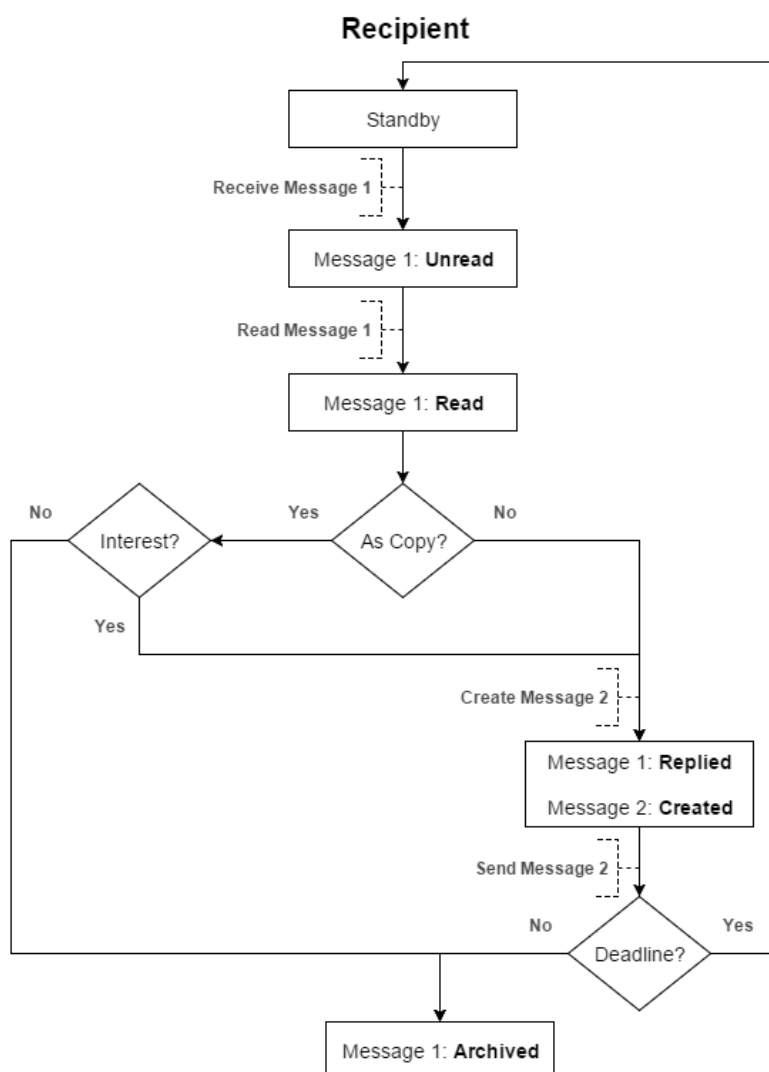 Recipient
Standby
Receive Message 1
Message 1: Unread
Read Message 1
Message 1: Read
No
Yes
No
Interest?
As Copy?
Yes
Create Message 2
Message 1: Replied
Message 2: Created
Send Message 2
No
Yes
Deadline?
Message 1: Archived